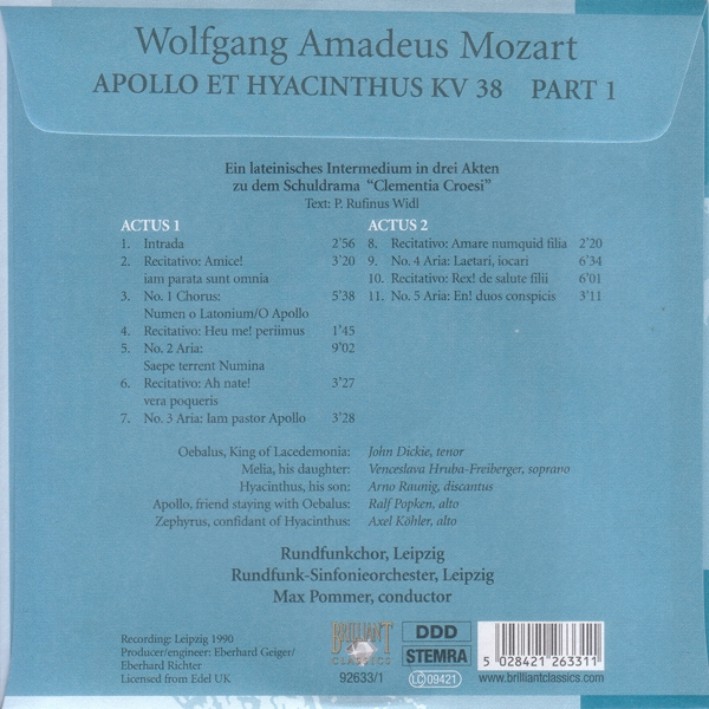 Wolfgang Amadeus Mozart
APOLLO ET HYACINTHUS KV 38 PART 1
Ein lateinisches Intermedium in drei Akten
zu dem Schuldrama “Clementia Croesi”
Text: P. Rufinus Widl
ACTUS 1
1. Intrada 2’56
2. Recitativo: Amice! 3’20
iam parata sunt omnia
3. No. 1 Chorus: 5’38
Numen o Latonium/O Apollo
4. Recitativo: Heu me! periimus 1’45
5. No. 2 Aria: 9’02
Saepe terrent Numina
6. Recitativo: Ah nate! 3’27
vera poqueris
7. No. 3 Aria: Iam pastor Apollo 3’28
ACTUS 2
8. Recitativo: Amare numquid filia 2’20
9. No. 4 Aria: Laetari, iocari 6’34
10. Recitativo: Rex! de salute filii 6’01
11. No. 5 Aria: En! duos conspicis 3’11
Oebalus, King of Lacedemonia: John Dickie, tenor
Melia, his daughter: Venceslava Hruba-Freiberger, soprano
Hyacinthus, his son: Arno Raunig, discantus
Apollo, friend staying with Oebalus: Ralf Popken, alto
Zephyrus, confidant of Hyacinthus: Axel Köhler, alto
Rundfunkchor, Leipzig
Rundfunk-Sinfonieorchester, Leipzig
Max Pommer, conductor
Recording: Leipzig 1990
Producer/engineer: Eberhard Geiger/
Eberhard Richter
Licensed from Edel UK
BRILLIANT
CLASSICS
92633/1
DDD
STEMRA
LC 09421
5 028421 263311
www.brilliantclassics.com